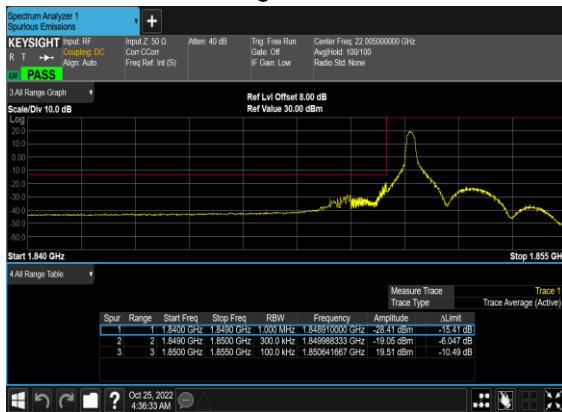 Spectrum Analyzer 1
Spurious Emissions
KEYSIGHT Input: RF Input Z: 50 Ω Atten: 40 dB Trig: Free Run Center Freq: 22.005000000 GHz
R T Coupling: DC Corr CCorr Gate: Off Avg|Hold: 100/100
Align: Auto Freq Ref: Int (S) IF Gain: Low Radio Std: None
PASS
3 All Range Graph
Ref Lvl Offset 8.00 dB
Scale/Div 10.0 dB Ref Value 30.00 dBm
Log
20.0
10.0
0.00
-10.0
-20.0
-30.0
-40.0
-50.0
-60.0
Start 1.840 GHz Stop 1.855 GH
4 All Range Table
Measure Trace Trace 1
Trace Type Trace Average (Active)
Spur Range Start Freq Stop Freq RBW Frequency Amplitude ΔLimit
1 1 1.8400 GHz 1.8490 GHz 1.000 MHz 1.848910000 GHz -28.41 dBm -15.41 dB
2 2 1.8490 GHz 1.8500 GHz 300.0 kHz 1.849988333 GHz -19.05 dBm -6.047 dB
3 3 1.8500 GHz 1.8550 GHz 100.0 kHz 1.850641667 GHz 19.51 dBm -10.49 dB
Oct 25, 2022
4:36:33 AM